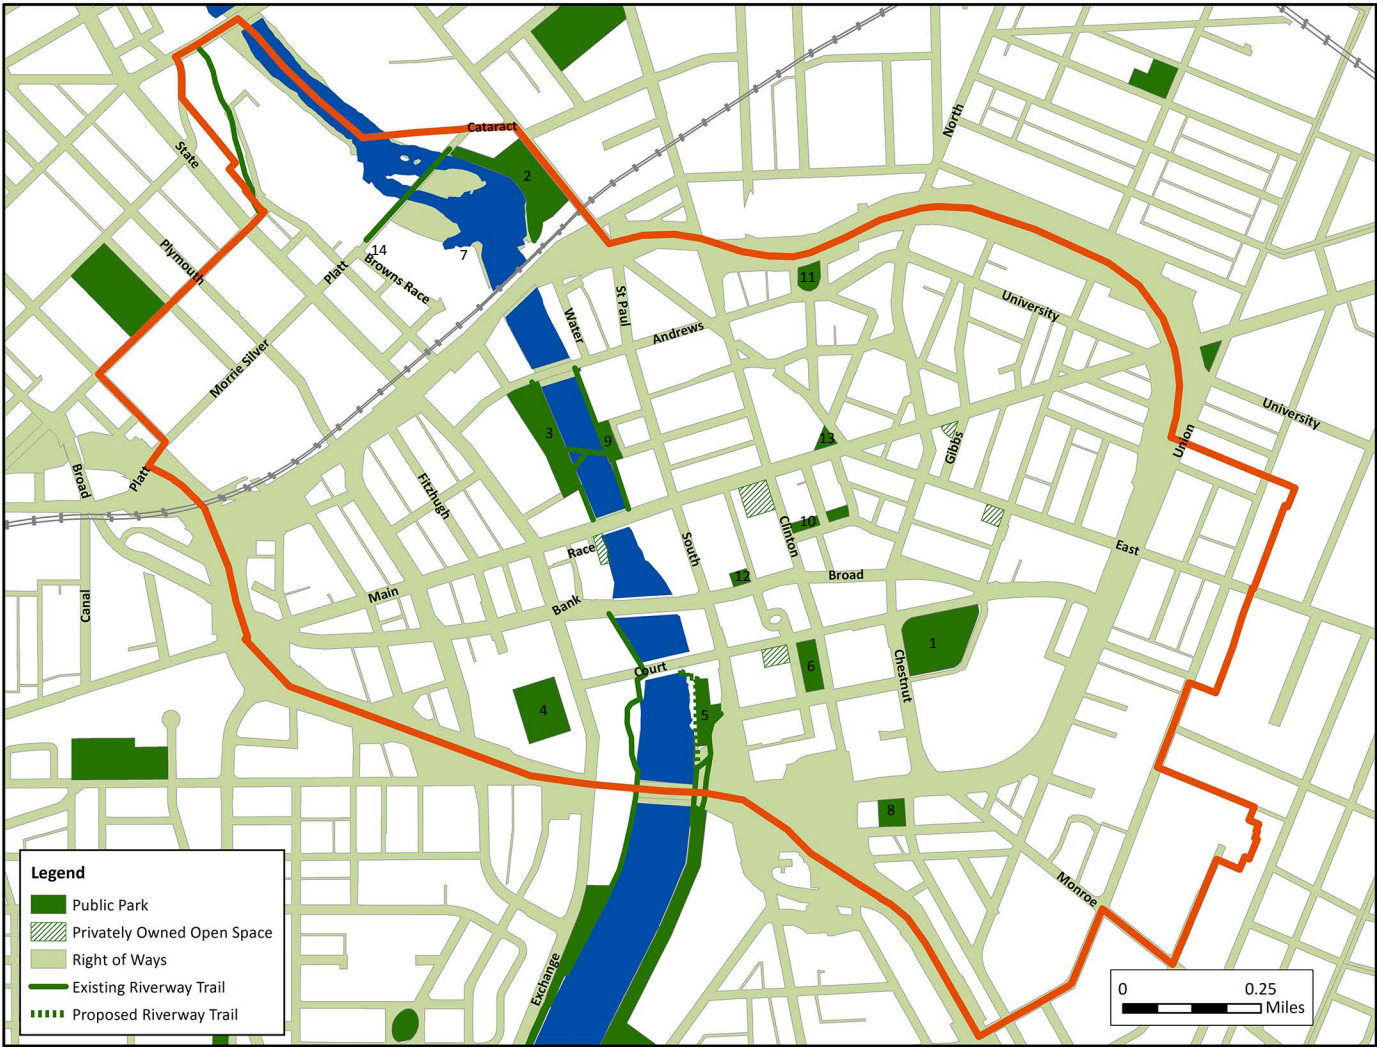 Cataract
North
State
2
Plymouth
14
7
Platt
Browns Race
11
St Paul
Water
University
Andrews
Morrie Silver
University
3
9
13
Gibbs
Union
Broad
Platt
Fitzhugh
10
Clinton
South
East
Race
12
Broad
Main
Bank
Canal
1
Court
6
Chestnut
4
5
8
Monroe
Exchange
Legend
Public Park
Privately Owned Open Space
Right of Ways
Existing Riverway Trail
Proposed Riverway Trail
0 0.25
Miles